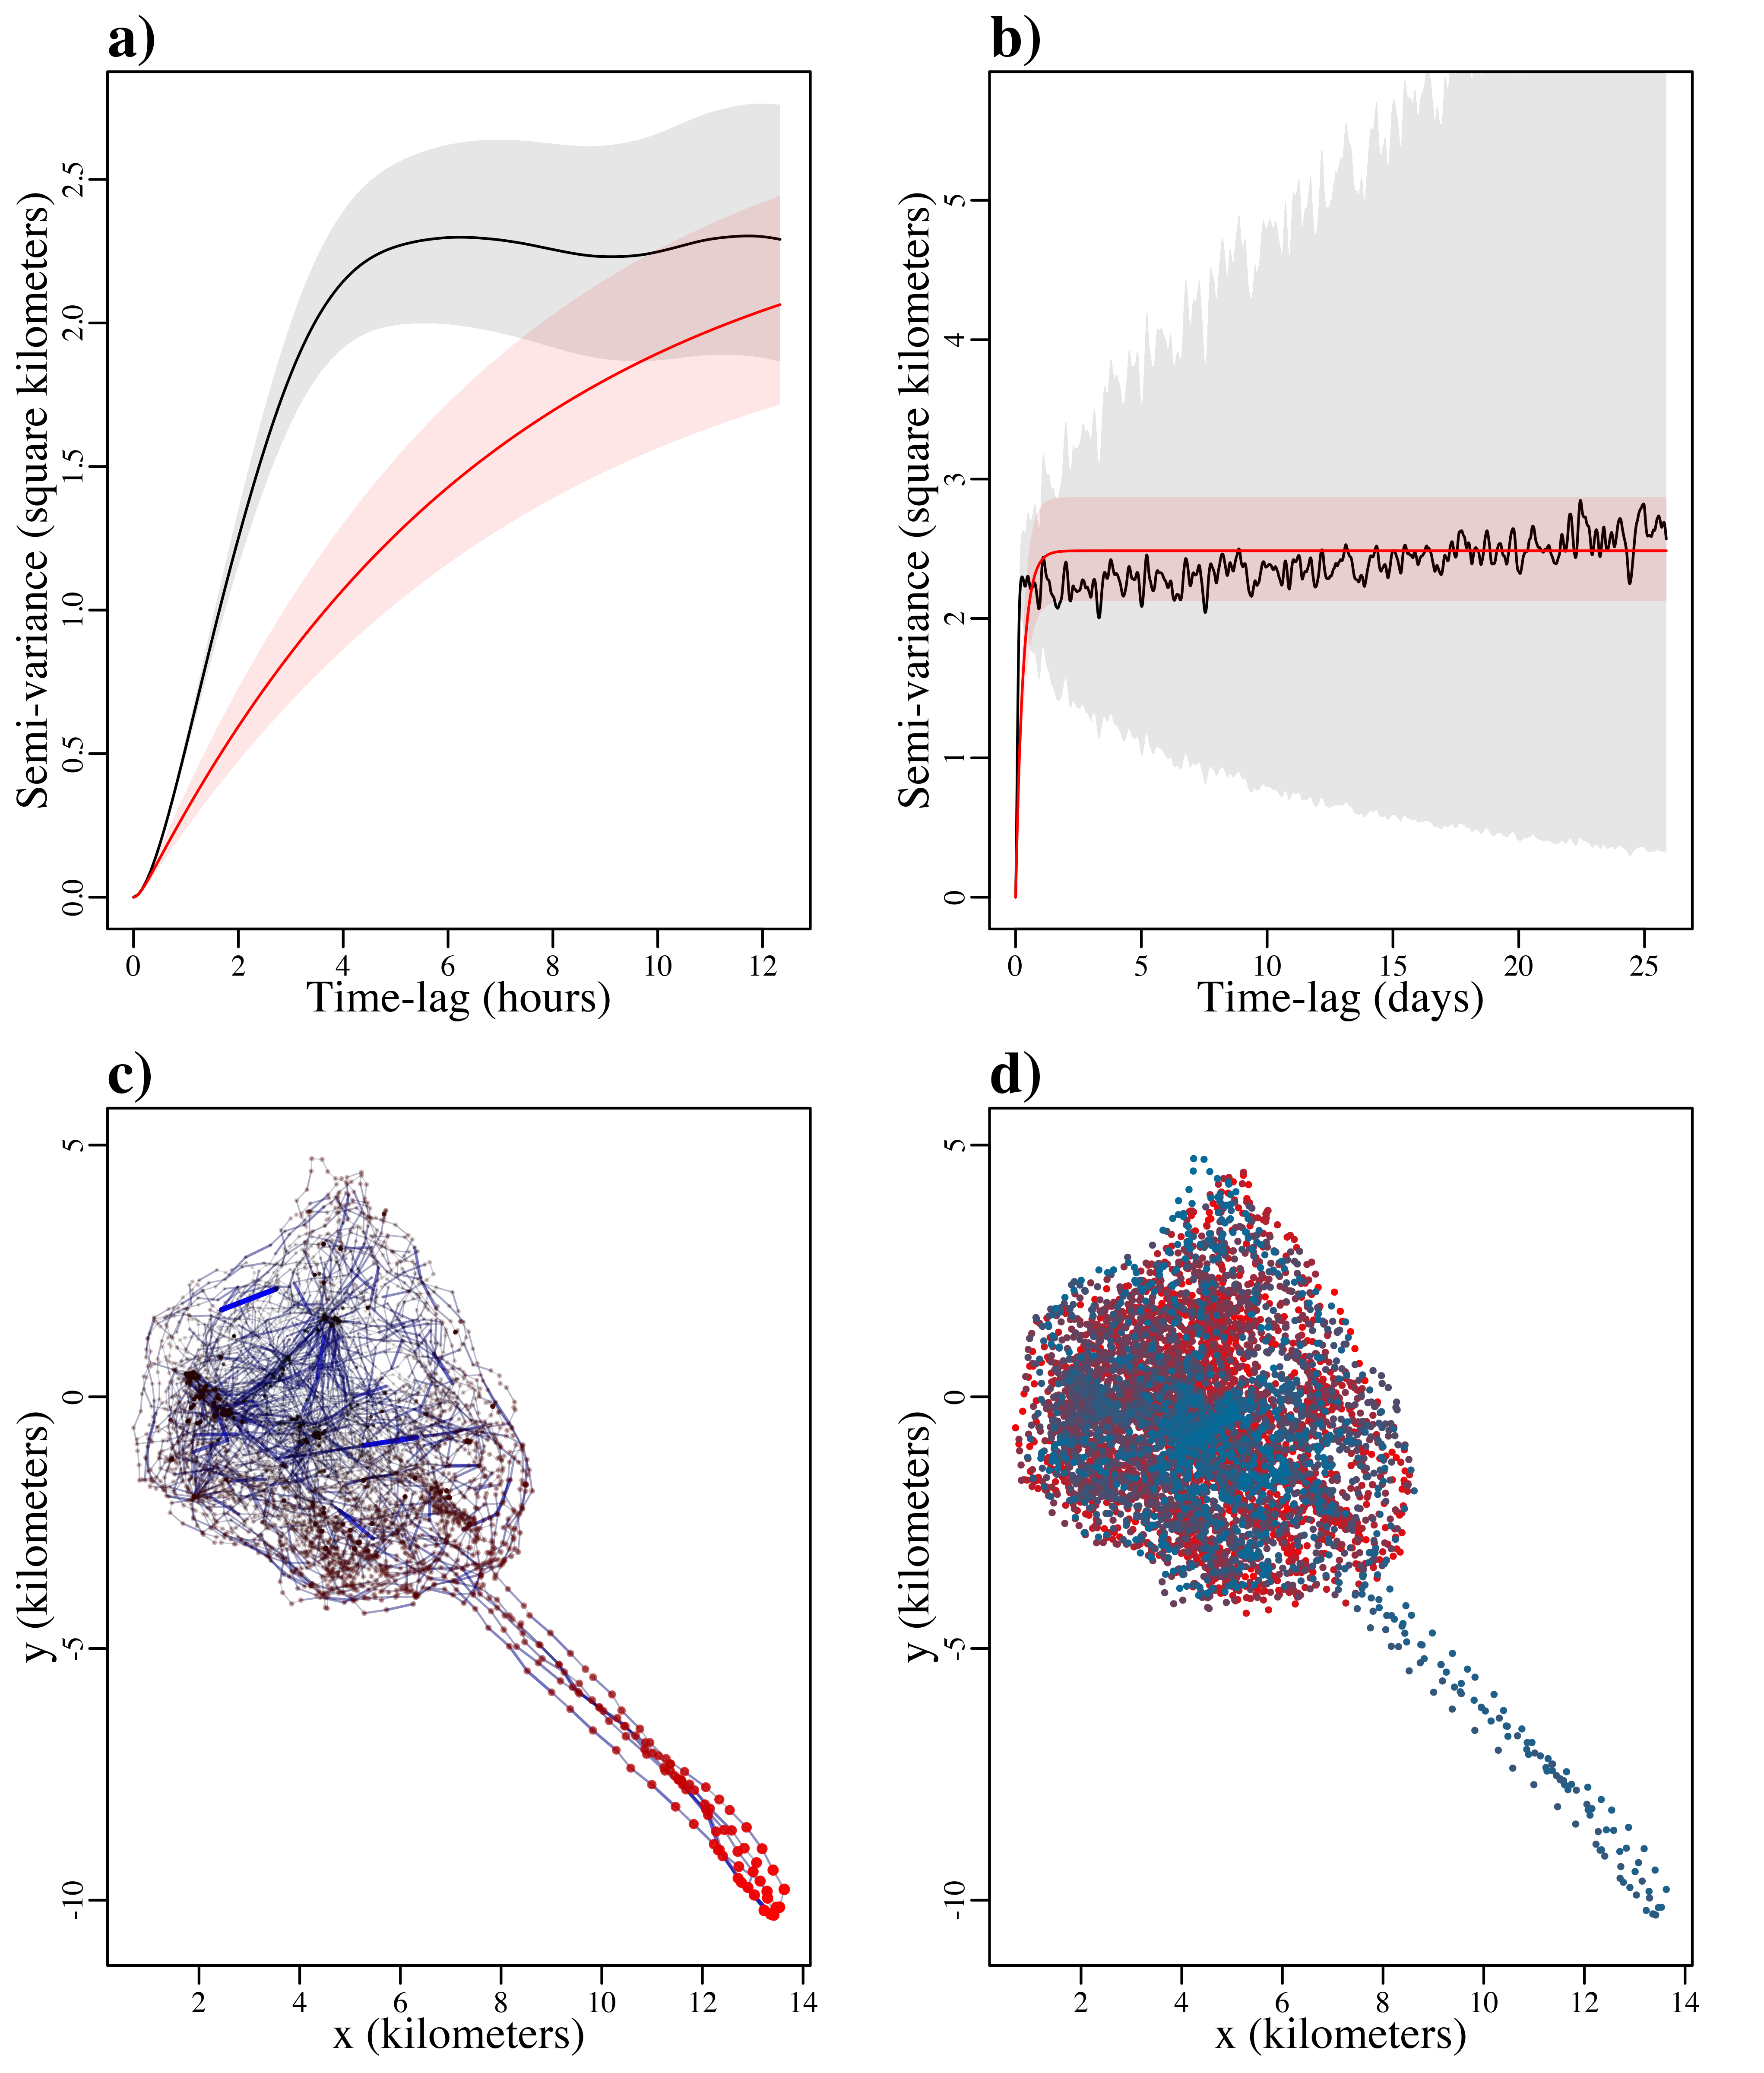 a)
Semi-variance (square kilometers)
0.0 0.5 1.0 1.5 2.0 2.5
0 2 4 6 8 10 12
Time-lag (hours)
b)
Semi-variance (square kilometers)
0 1 2 3 4 5
0 5 10 15 20 25
Time-lag (days)
c)
y (kilometers)
-10 -5 0 5
2 4 6 8 10 12 14
x (kilometers)
d)
y (kilometers)
-10 -5 0 5
2 4 6 8 10 12 14
x (kilometers)